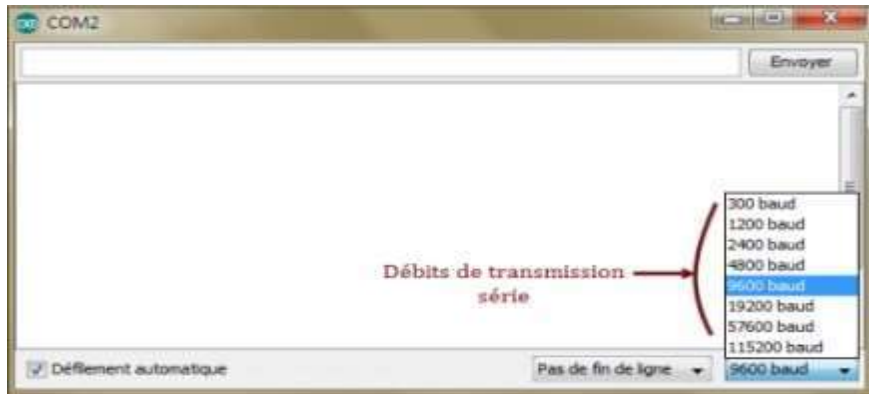 COM2
Envoyer
300 baud
1200 baud
2400 baud
4800 baud
9600 baud
19200 baud
57600 baud
115200 baud
Débits de transmission
série
Défilement automatique
Pas de fin de ligne
9600 baud